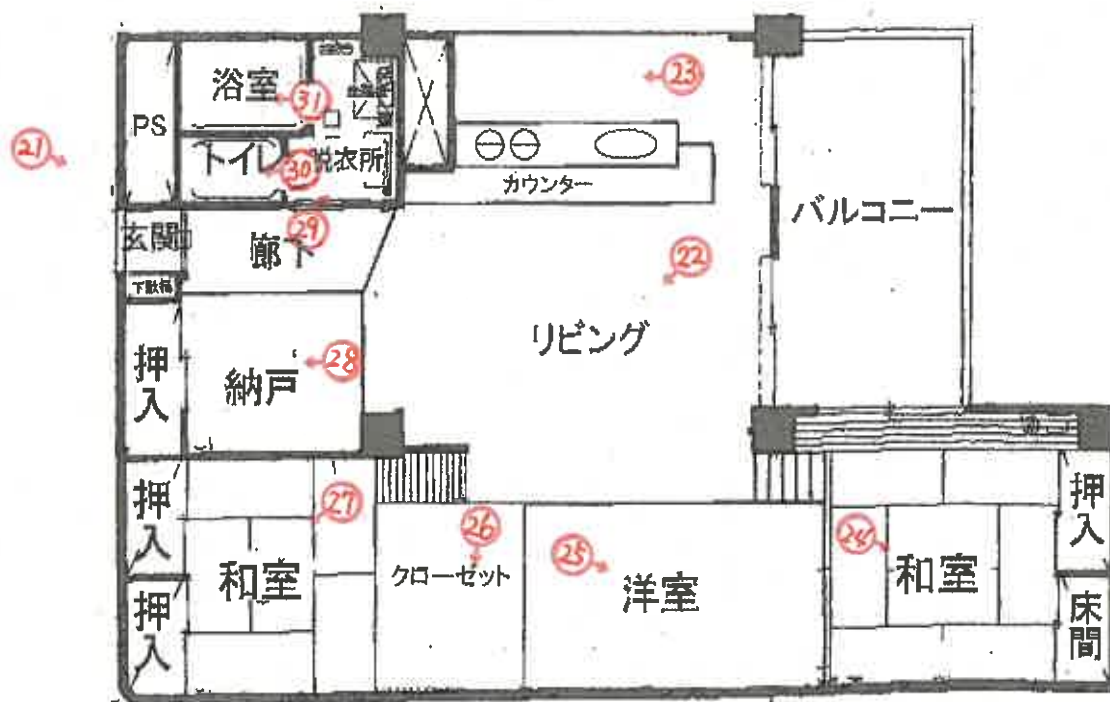 浴室
31
23
PS
21
トイレ
30
脱衣所
カウンター
バルコニー
玄関
29
廊下
22
下駄箱
リビング
押入
納戸
28
押入
27
和室
押入
26
クローゼット
25
洋室
24
和室
押入
床間